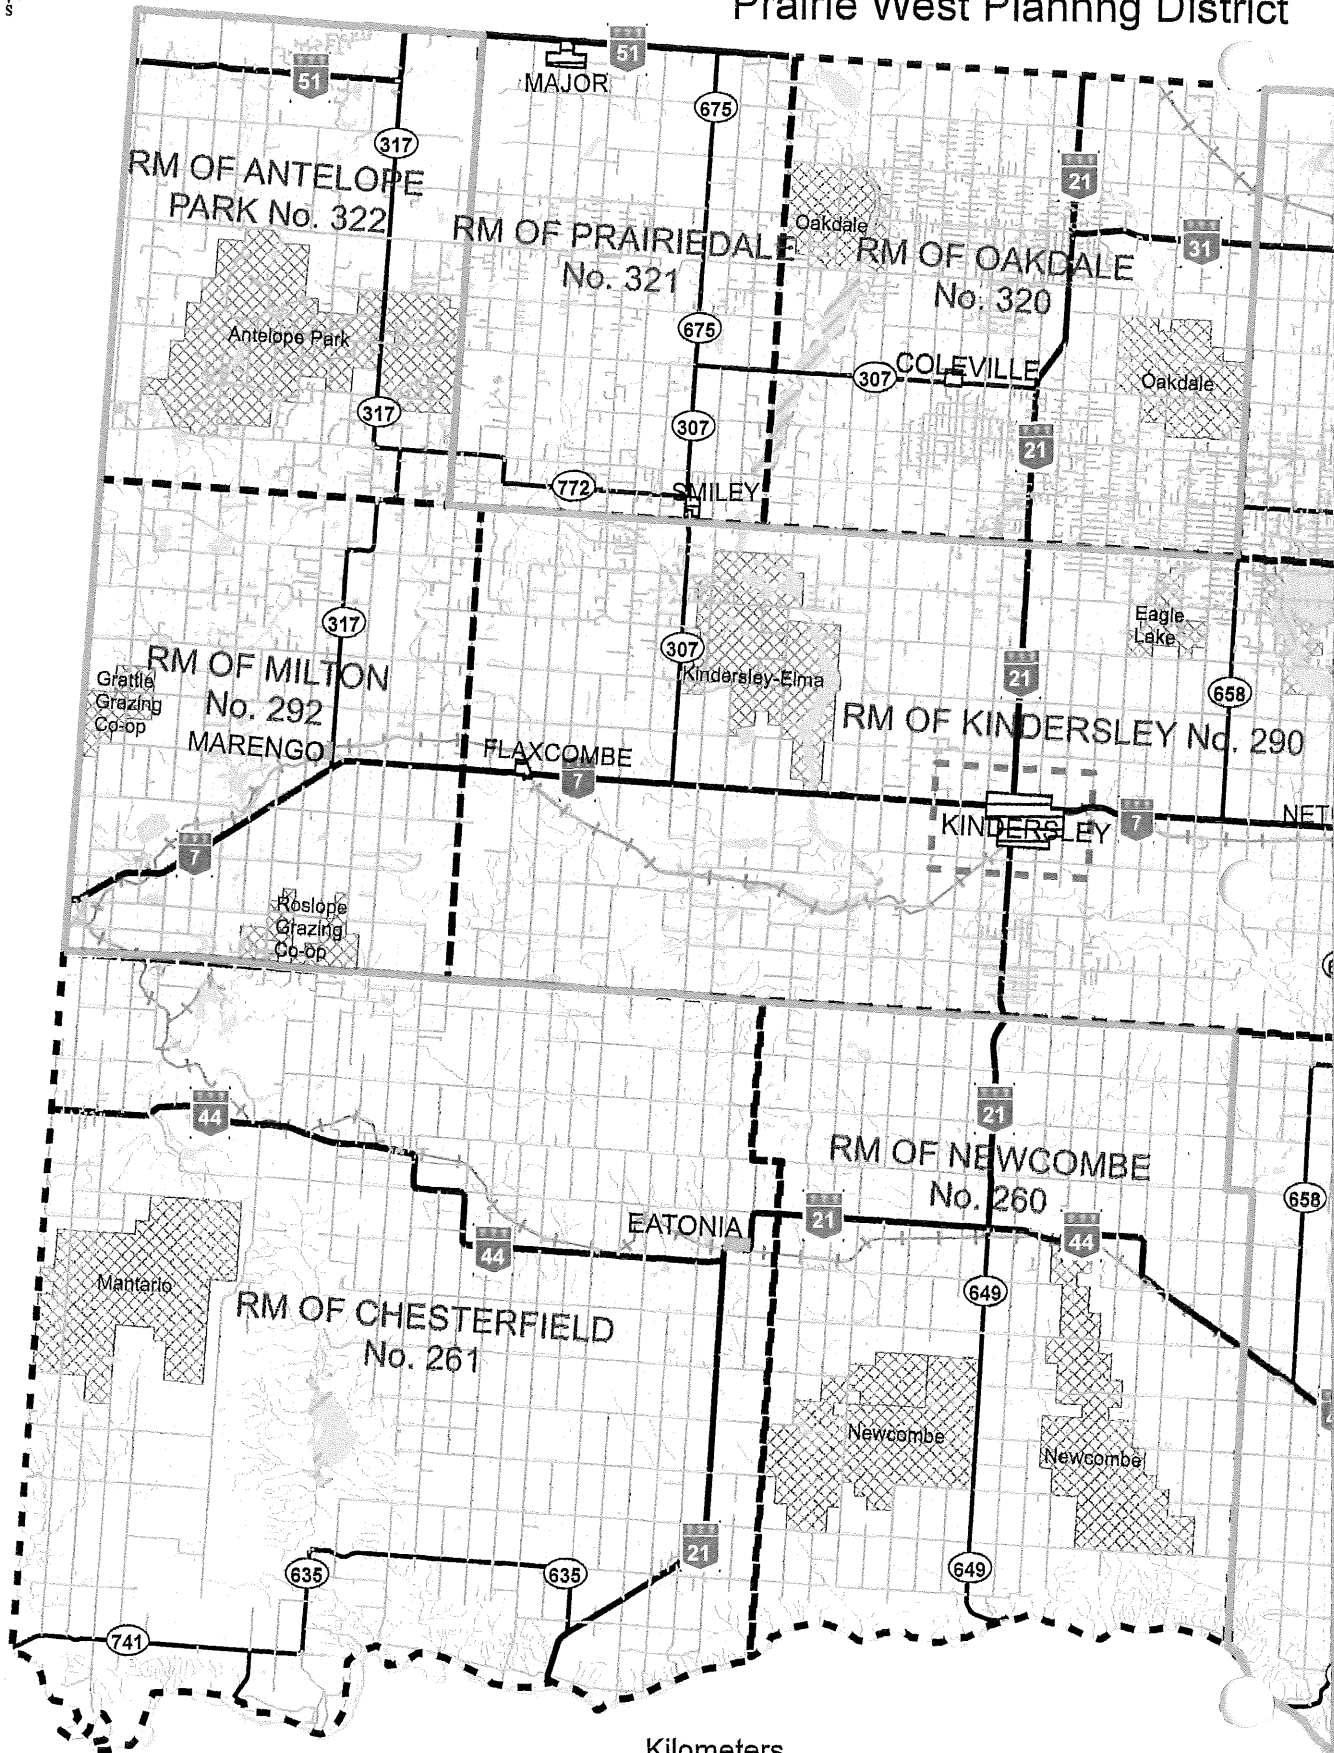 Prairie West Planning District
s
51
51
MAJOR
675
317
21
RM OF ANTELOPE
PARK No. 322
Oakdale
RM OF PRAIRIEDALE
No. 321
RM OF OAKDALE
No. 320
31
Antelope Park
675
COLEVILLE
307
Oakdale
317
307
21
772
SMILEY
317
Eagle
Lake
307
RM OF MILTON
No. 292
Grattle
Grazing
Co-op
Kindersley-Elma
21
658
RM OF KINDERSLEY No. 290
MARENGO
FLAXCOMBE
7
KINDERSLEY
7
NET
7
Roslope
Grazing
Co-op
44
21
RM OF NEWCOMBE
No. 260
658
EATONIA
21
44
44
Mantario
649
RM OF CHESTERFIELD
No. 261
Newcombe
Newcombe
21
635
635
649
741
Kilometers